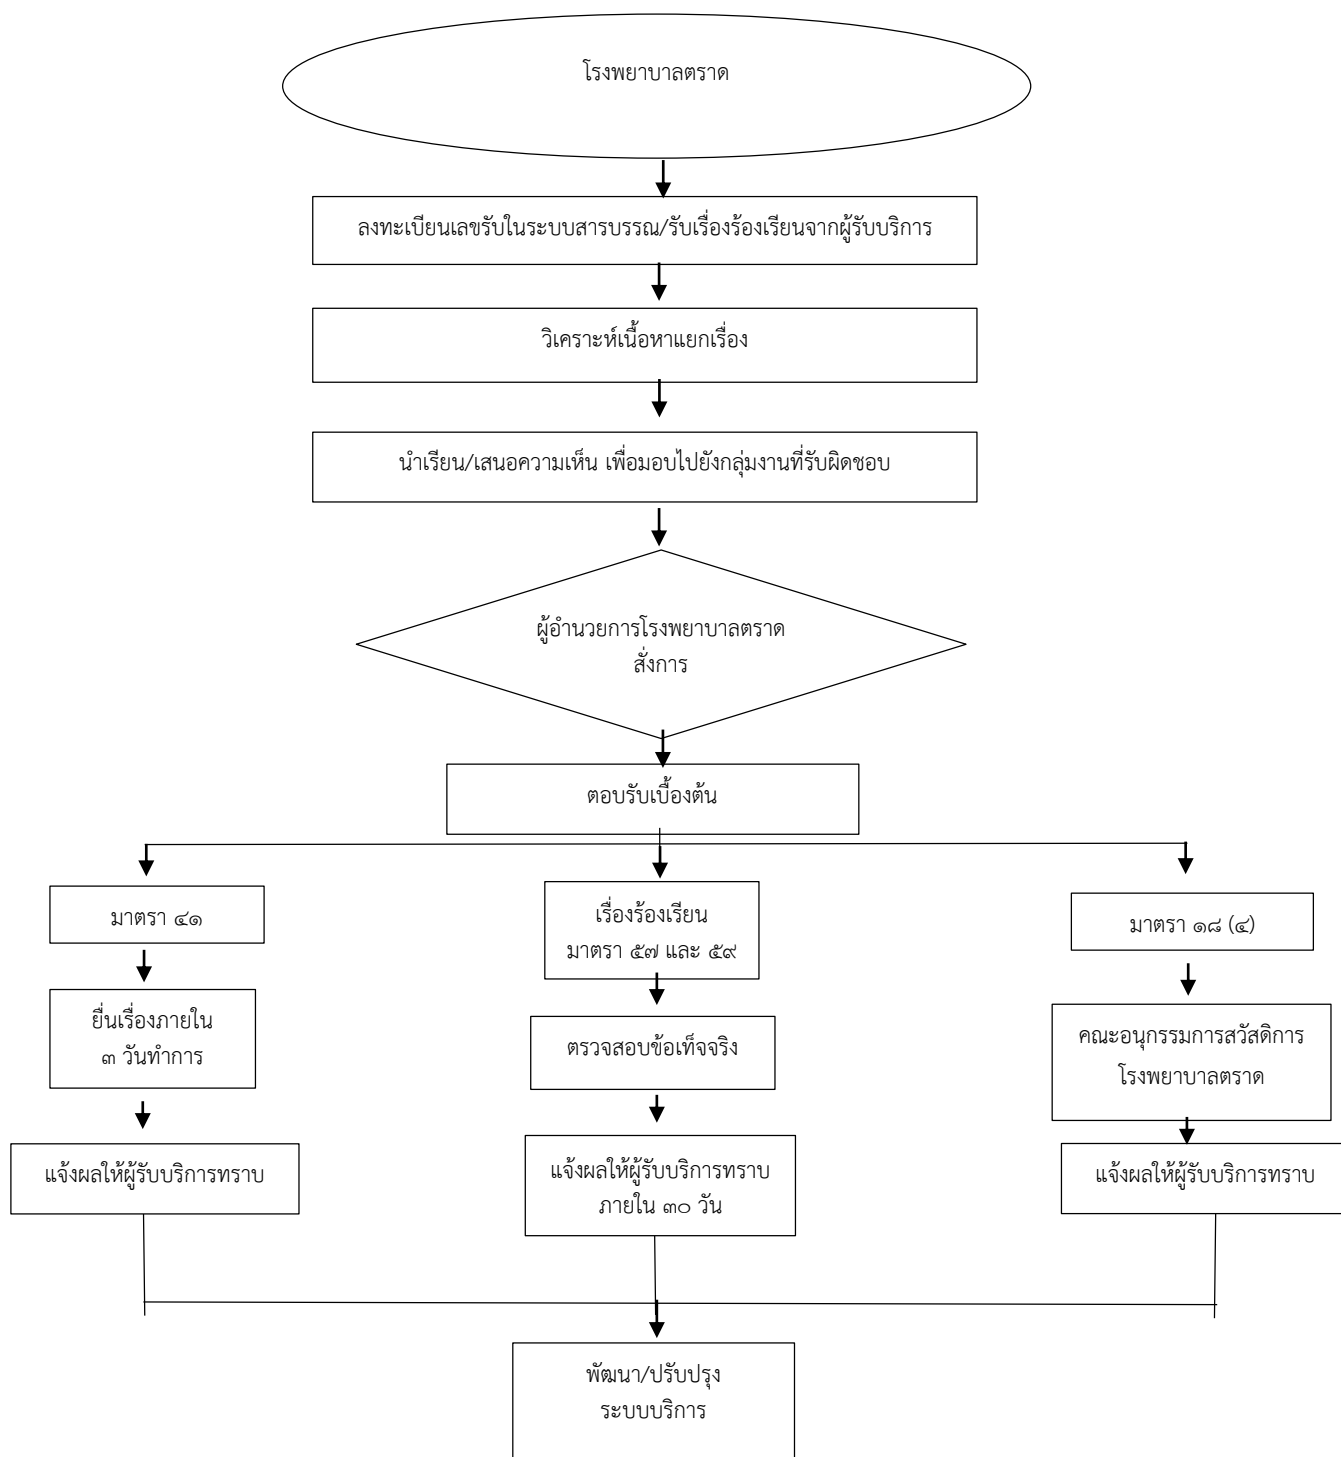 โรงพยาบาลตราด
ลงทะเบียนเลขรับในระบบสารบรรณ/รับเรื่องร้องเรียนจากผู้รับบริการ
วิเคราะห์เนื้อหาแยกเรื่อง
นำเรียน/เสนอความเห็น เพื่อมอบไปยังกลุ่มงานที่รับผิดชอบ
ผู้อำนวยการโรงพยาบาลตราด
สั่งการ
ตอบรับเบื้องต้น
มาตรา ๔๑
เรื่องร้องเรียน
มาตรา ๕๗ และ ๕๙
มาตรา ๑๘ (๔)
ยื่นเรื่องภายใน
๓ วันทำการ
ตรวจสอบข้อเท็จจริง
คณะอนุกรรมการสวัสดิการ
โรงพยาบาลตราด
แจ้งผลให้ผู้รับบริการทราบ
แจ้งผลให้ผู้รับบริการทราบ
ภายใน ๓๐ วัน
แจ้งผลให้ผู้รับบริการทราบ
พัฒนา/ปรับปรุง
ระบบบริการ